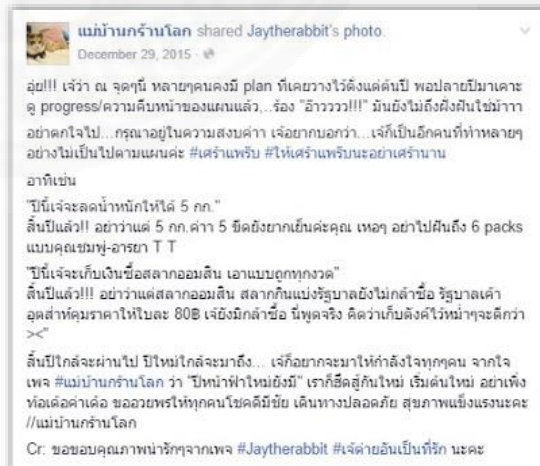 แม่บ้านกร้านโลก shared Jaytherabbit's photo.
December 29, 2015 ·
อุ่ย!!! เจ้ว่า ณ จุดๆนี้ หลายๆคนคงมี plan ที่เคยวางไว้ตั้งแต่ต้นปี พอปลายปีมาเคาะ
ดู progress/ความคืบหน้าของแผนแล้ว,..ร้อง "อ๊าวววว!!!" มันยังไม่ถึงฝั่งฝันใช่ม้าาา
อย่าตกใจไป...กรุณาอยู่ในความสงบค่าา เจ้อยากบอกว่า...เจ้ก็เป็นอีกคนที่ทำหลายๆ
อย่างไม่เป็นไปตามแผนค่ะ #เศร้าแพร๊บ #ให้เศร้าแพร๊บนะอย่าเศร้านาน
อาทิเช่น
"ปีนี้เจ้จะลดน้ำหนักให้ได้ 5 กก."
สิ้นปีแล้ว!! อย่าว่าแต่ 5 กก.ค่าา 5 ขีดยังยากเย็นค่ะคุณ เหอๆ อย่าไปฝันถึง 6 packs
แบบคุณชมพู่-อารยา T T
"ปีนี้เจ้จะเก็บเงินซื้อสลากออมสิน เอาแบบถูกทุกงวด"
สิ้นปีแล้ว!!! อย่าว่าแต่สลากออมสิน สลากกินแบ่งรัฐบาลยังไม่กล้าซื้อ รัฐบาลเค้า
อุตส่าห์คุมราคาให้ใบละ 80฿ เจ้ยังมิกล้าซื้อ นี่พูดจริง คิดว่าเก็บตังค์ไว้หม่ำๆจะดีกว่า
><"
สิ้นปีใกล้จะผ่านไป ปีใหม่ใกล้จะมาถึง... เจ้ก็อยากจะมาให้กำลังใจทุกๆคน จากใจ
เพจ #แม่บ้านกร้านโลก ว่า "ปีหน้าฟ้าใหม่ยังมี" เราก็ฮึดสู้กันใหม่ เริ่มต้นใหม่ อย่าเพิ่ง
ท้อเด้อค่าเด้อ ขออวยพรให้ทุกคนโชคดีมีชัย เดินทางปลอดภัย สุขภาพแข็งแรงนะคะ
//แม่บ้านกร้านโลก
Cr: ขอขอบคุณภาพน่ารักๆจากเพจ #Jaytherabbit #เจ้ต่ายอันเป็นที่รัก นะคะ